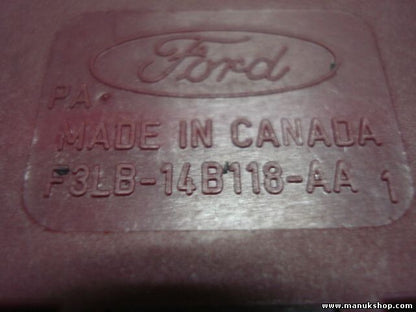 Ford
PA
MADE IN CANADA
F3LB-14B118-AA 1
www.manukshop.com